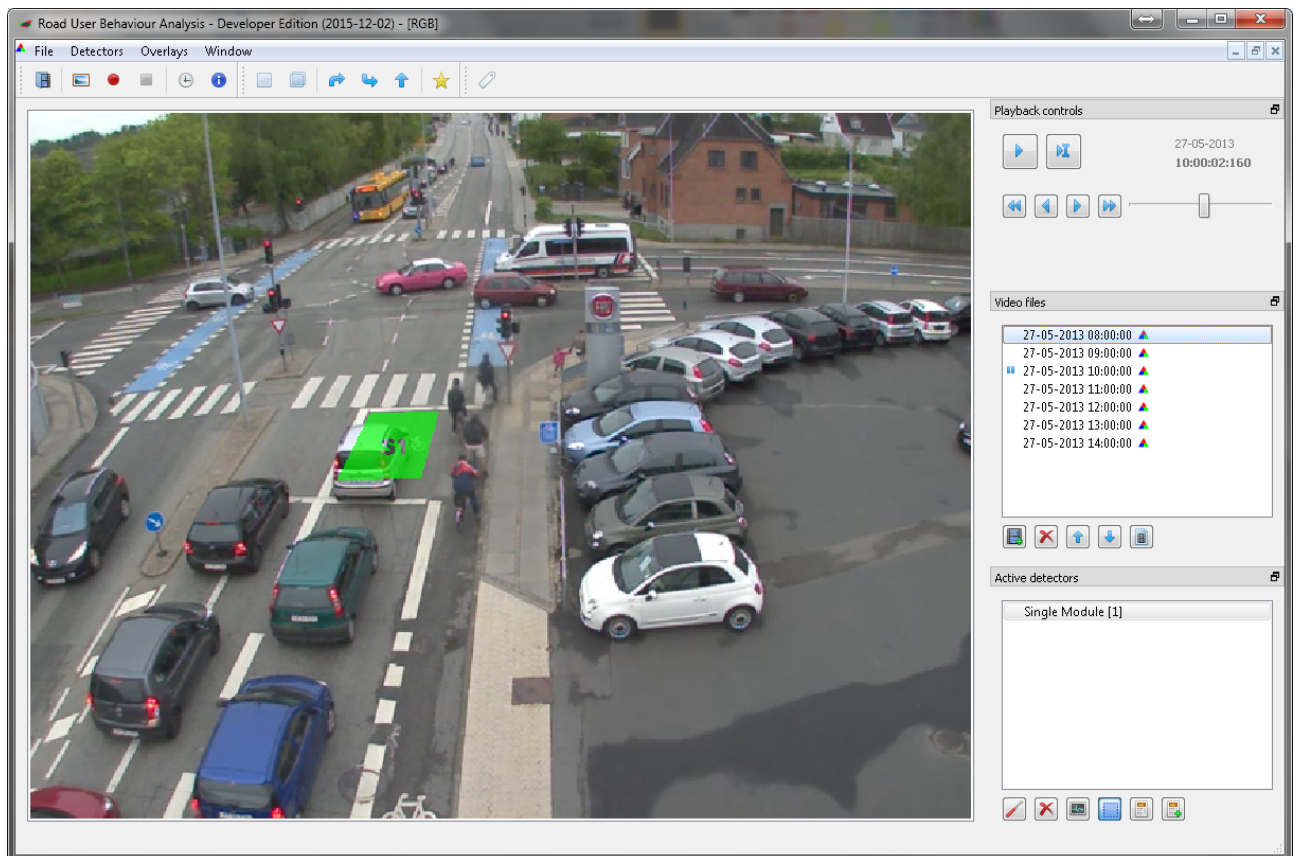 Road User Behaviour Analysis - Developer Edition (2015-12-02) - [RGB]
File Detectors Overlays Window
Playback controls
27-05-2013
10:00:02:160
S1
Video files
27-05-2013 08:00:00
27-05-2013 09:00:00
27-05-2013 10:00:00
27-05-2013 11:00:00
27-05-2013 12:00:00
27-05-2013 13:00:00
27-05-2013 14:00:00
Active detectors
Single Module [1]